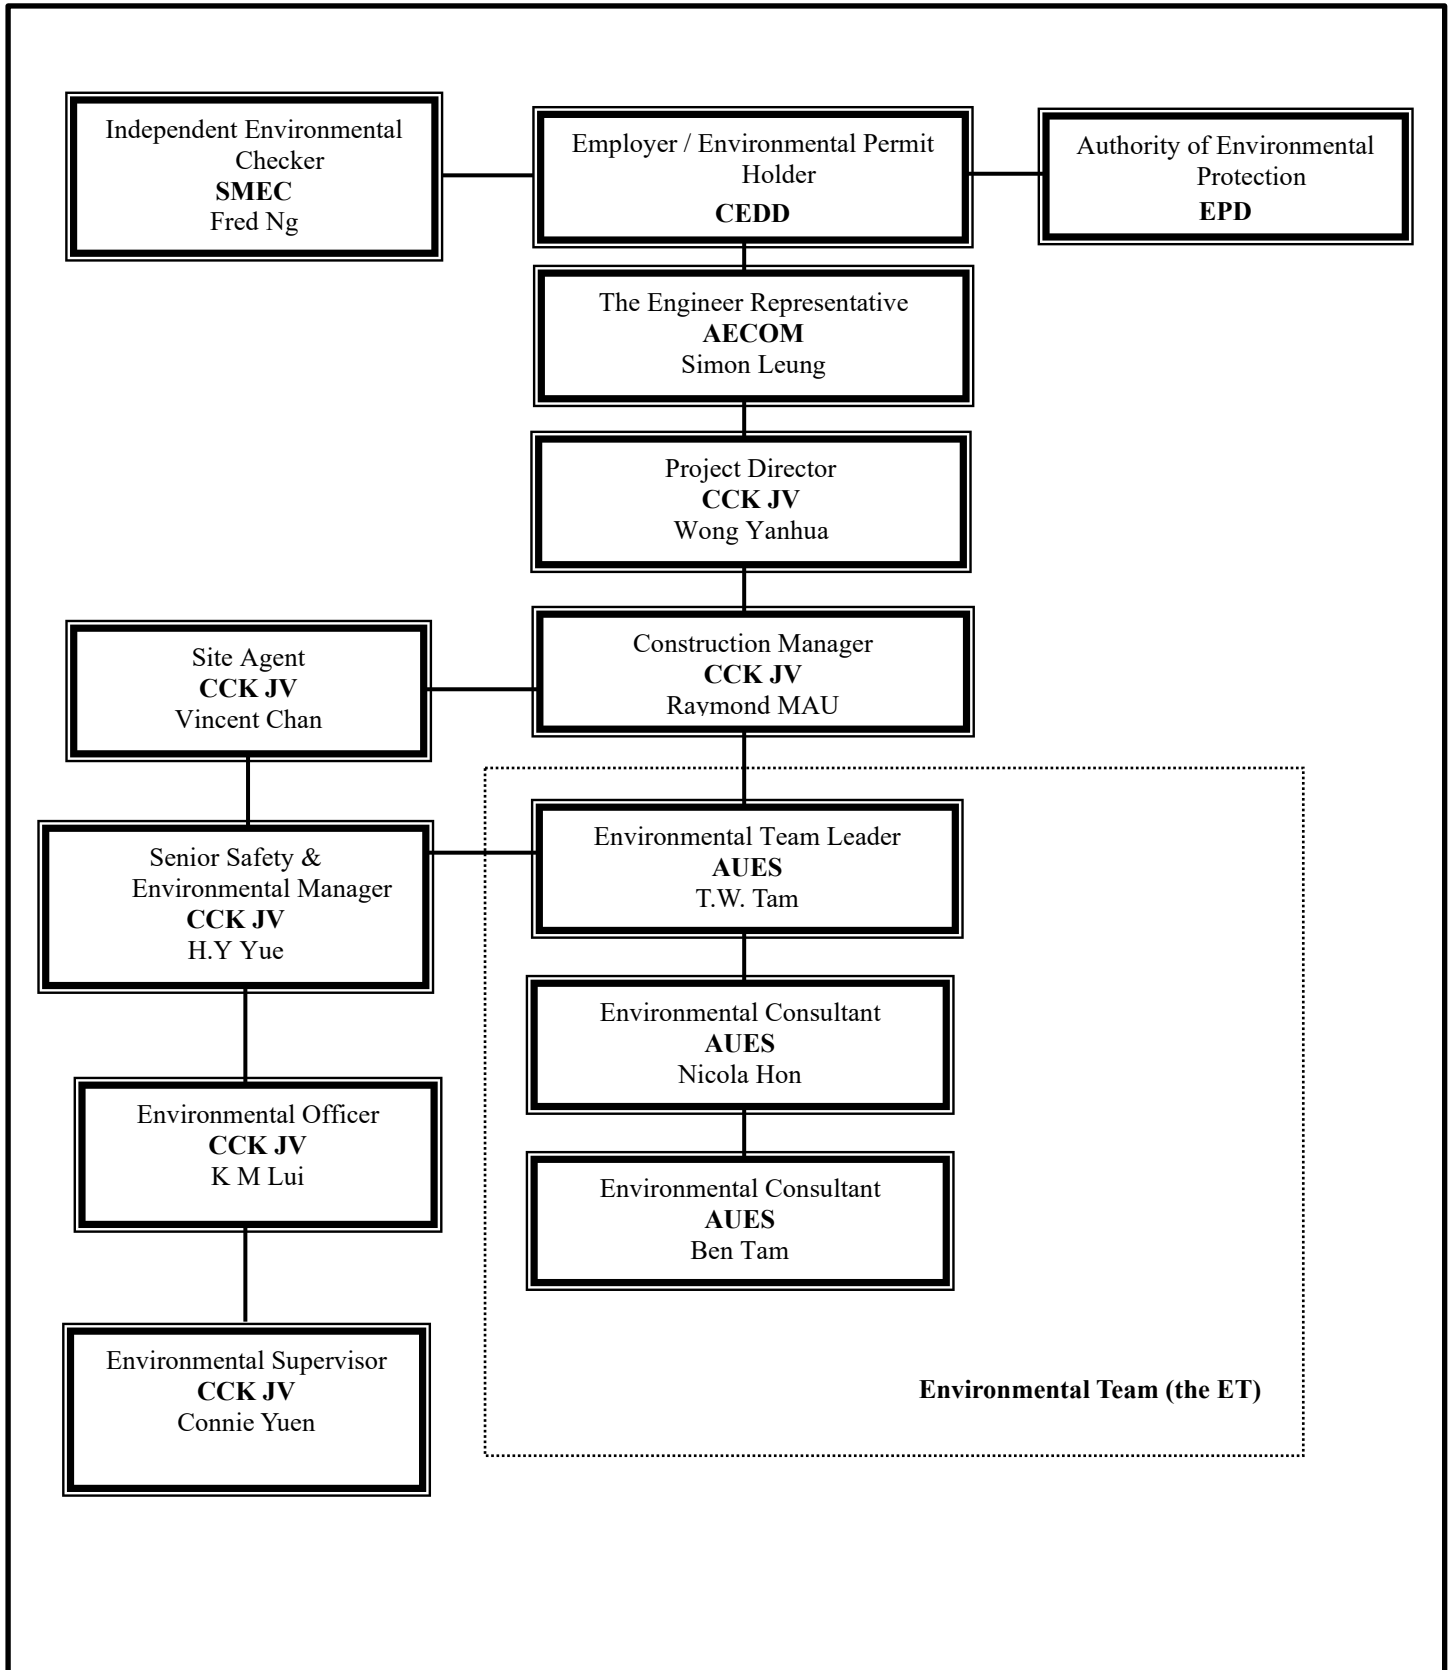 Independent Environmental
Checker
SMEC
Fred Ng
Employer / Environmental Permit
Holder
CEDD
Authority of Environmental
Protection
EPD
The Engineer Representative
AECOM
Simon Leung
Project Director
CCK JV
Wong Yanhua
Site Agent
CCK JV
Vincent Chan
Construction Manager
CCK JV
Raymond MAU
Senior Safety &
Environmental Manager
CCK JV
H.Y Yue
Environmental Team Leader
AUES
T.W. Tam
Environmental Consultant
AUES
Nicola Hon
Environmental Officer
CCK JV
K M Lui
Environmental Consultant
AUES
Ben Tam
Environmental Supervisor
CCK JV
Connie Yuen
Environmental Team (the ET)